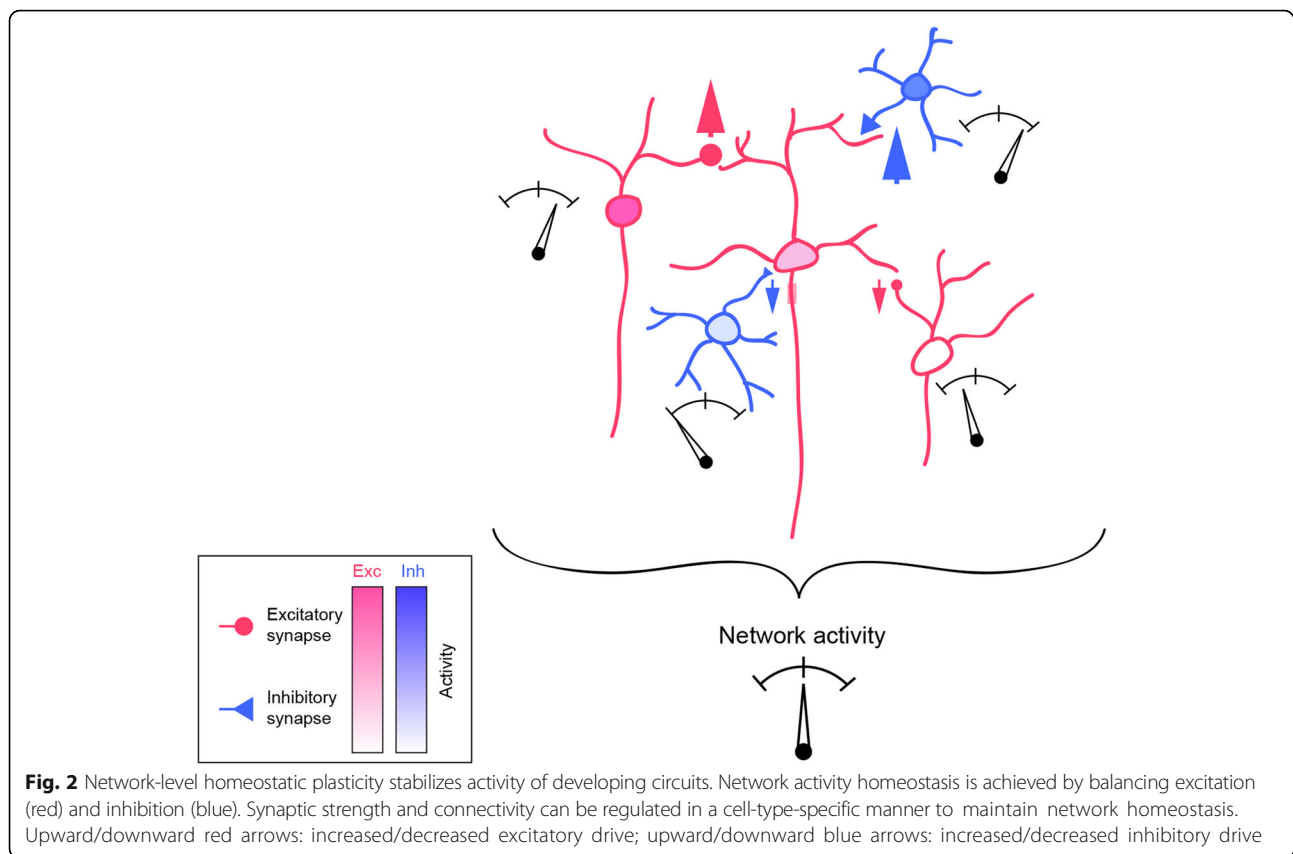 Exc Inh
Excitatory
synapse
Inhibitory
synapse
Activity
Network activity
Fig. 2 Network-level homeostatic plasticity stabilizes activity of developing circuits. Network activity homeostasis is achieved by balancing excitation
(red) and inhibition (blue). Synaptic strength and connectivity can be regulated in a cell-type-specific manner to maintain network homeostasis.
Upward/downward red arrows: increased/decreased excitatory drive; upward/downward blue arrows: increased/decreased inhibitory drive